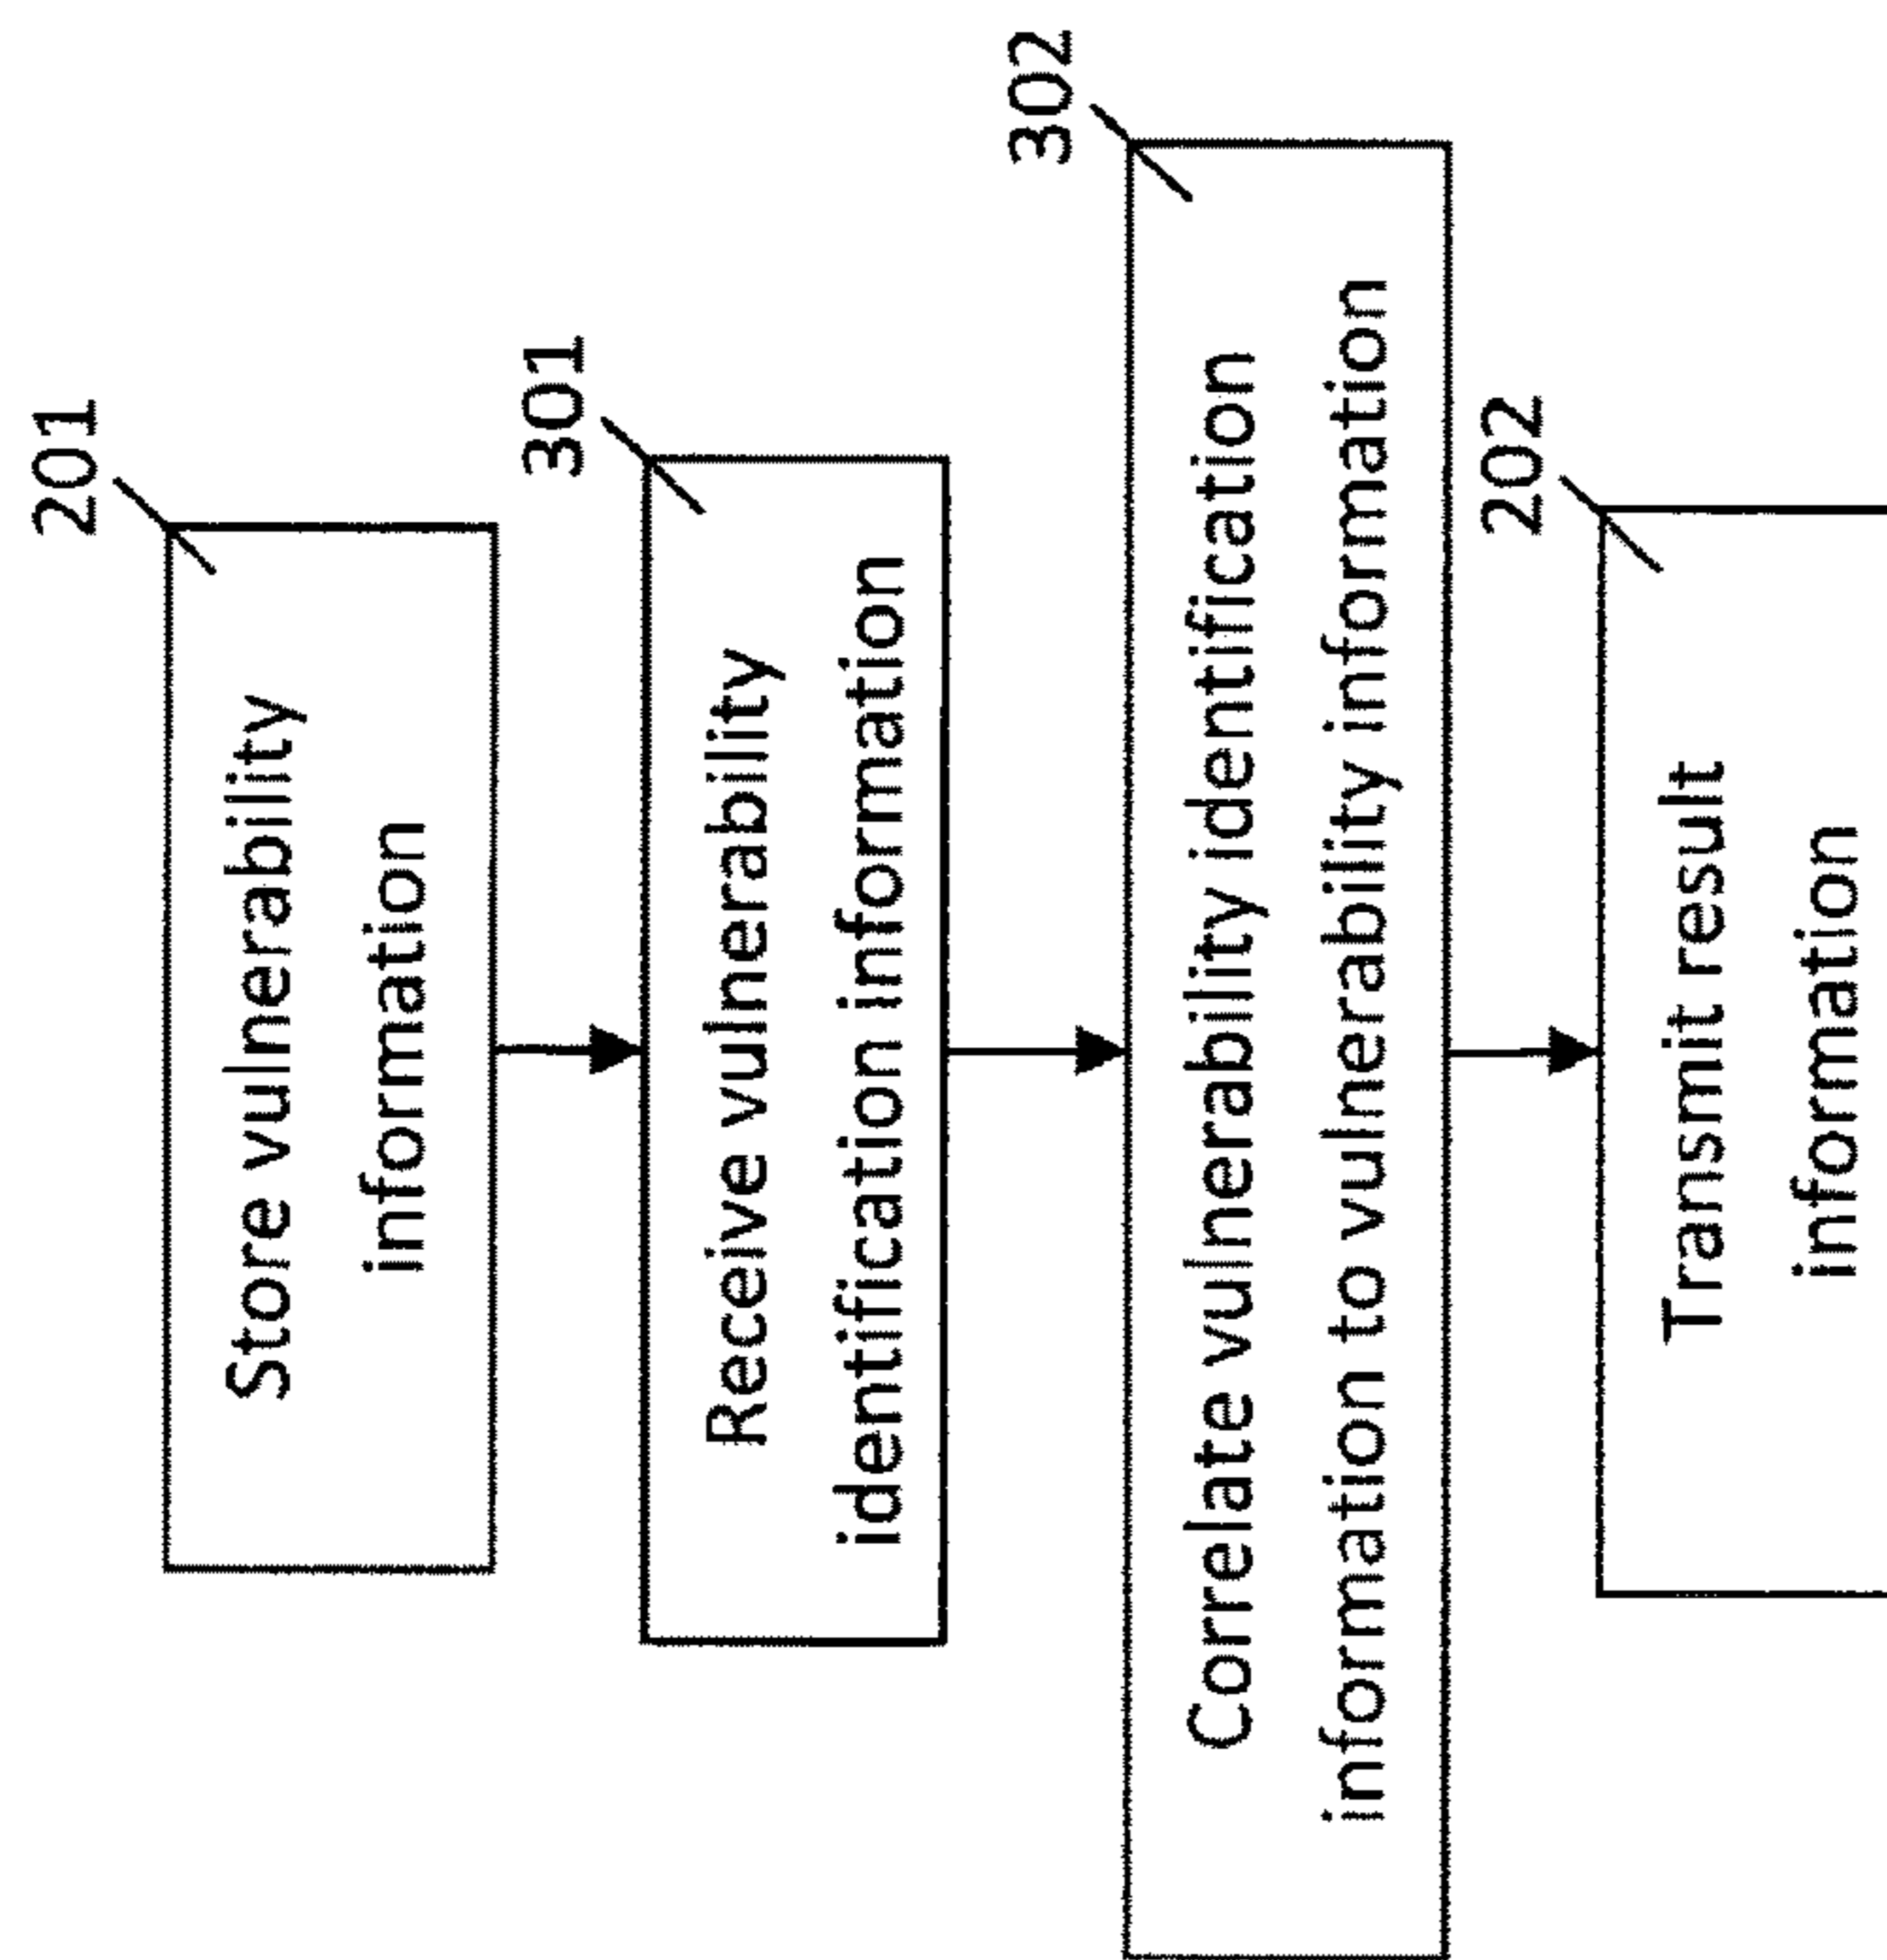 201
Store vulnerability
information
301
Receive vulnerability
identification information
302
Correlate vulnerability identification
information to vulnerability information
202
Transmit result
information